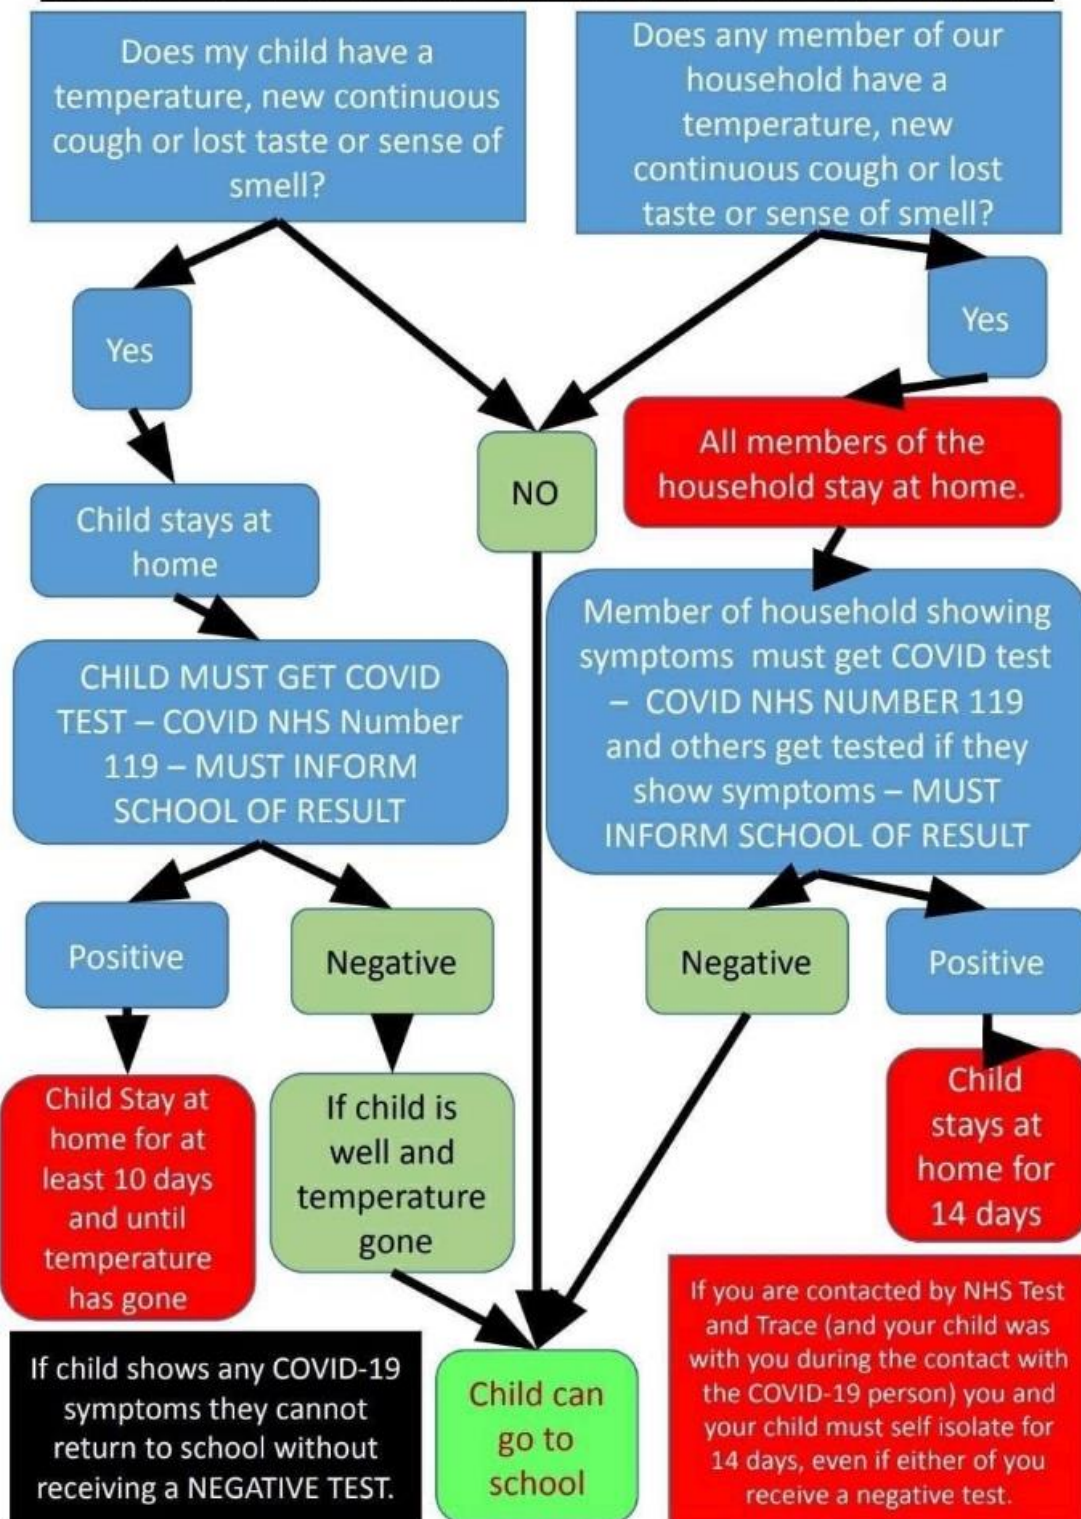 Does my child have a
temperature, new continuous
cough or lost taste or sense of
smell?
Does any member of our
household have a
temperature, new
continuous cough or lost
taste or sense of smell?
Yes
Yes
NO
All members of the
household stay at home.
Child stays at
home
Member of household showing
symptoms must get COVID test
– COVID NHS NUMBER 119
and others get tested if they
show symptoms – MUST
INFORM SCHOOL OF RESULT
CHILD MUST GET COVID
TEST – COVID NHS Number
119 – MUST INFORM
SCHOOL OF RESULT
Positive
Negative
Negative
Positive
Child Stay at
home for at
least 10 days
and until
temperature
has gone
If child is
well and
temperature
gone
Child
stays at
home for
14 days
If child shows any COVID-19
symptoms they cannot
return to school without
receiving a NEGATIVE TEST.
Child can
go to
school
If you are contacted by NHS Test
and Trace (and your child was
with you during the contact with
the COVID-19 person) you and
your child must self isolate for
14 days, even if either of you
receive a negative test.